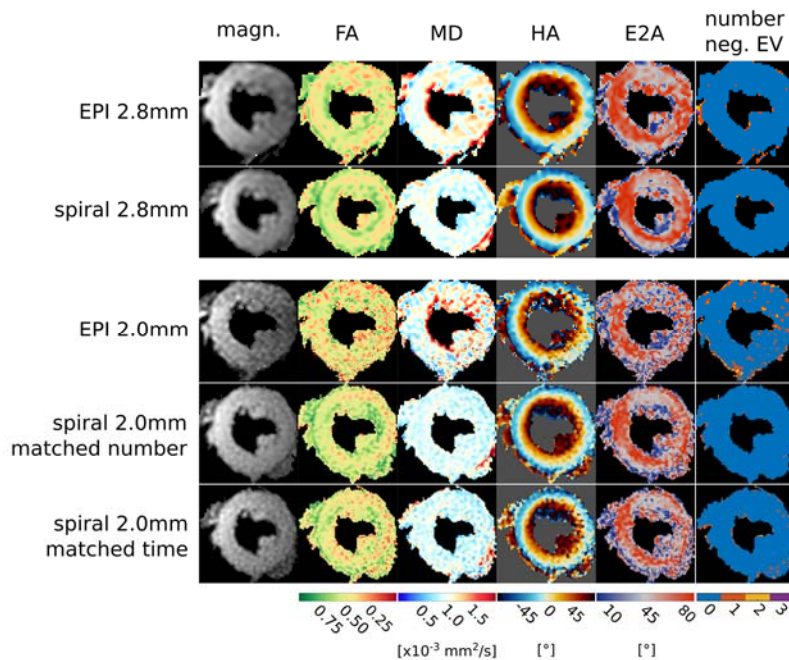 magn. FA MD HA E2A number
neg. EV
EPI 2.8mm
spiral 2.8mm
EPI 2.0mm
spiral 2.0mm
matched number
spiral 2.0mm
matched time
0.75 0.50 0.25 0.5 1.0 1.5 -45 0 45 10 45 80 0 1 2 3
[x10⁻³ mm²/s] [°] [°]